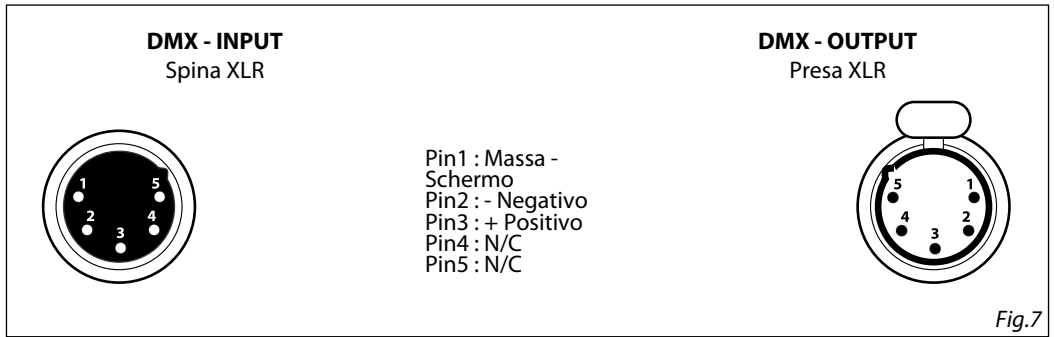 DMX - INPUT
Spina XLR
DMX - OUTPUT
Presa XLR
1
5
2
4
3
Pin1 : Massa -
Schermo
Pin2 : - Negativo
Pin3 : + Positivo
Pin4 : N/C
Pin5 : N/C
5
1
4
2
3
Fig.7